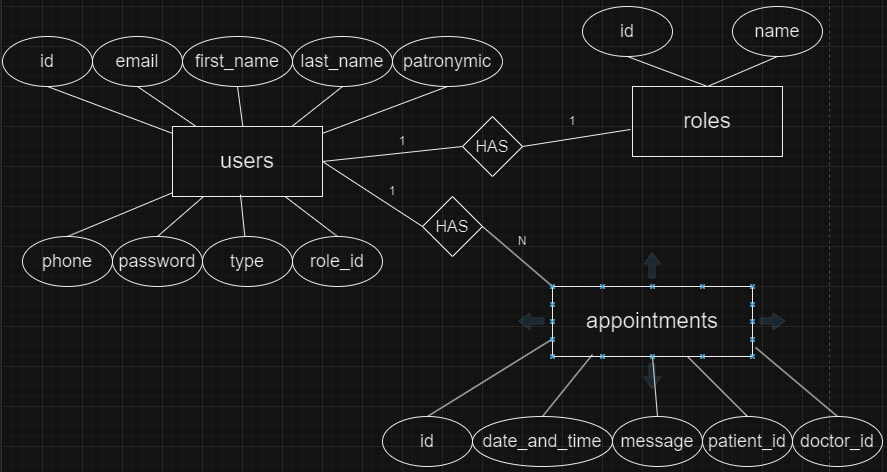 id name
id email first_name last_name patronymic
users 1 HAS 1 roles
1 HAS N
phone password type role_id
appointments
id date_and_time message patient_id doctor_id